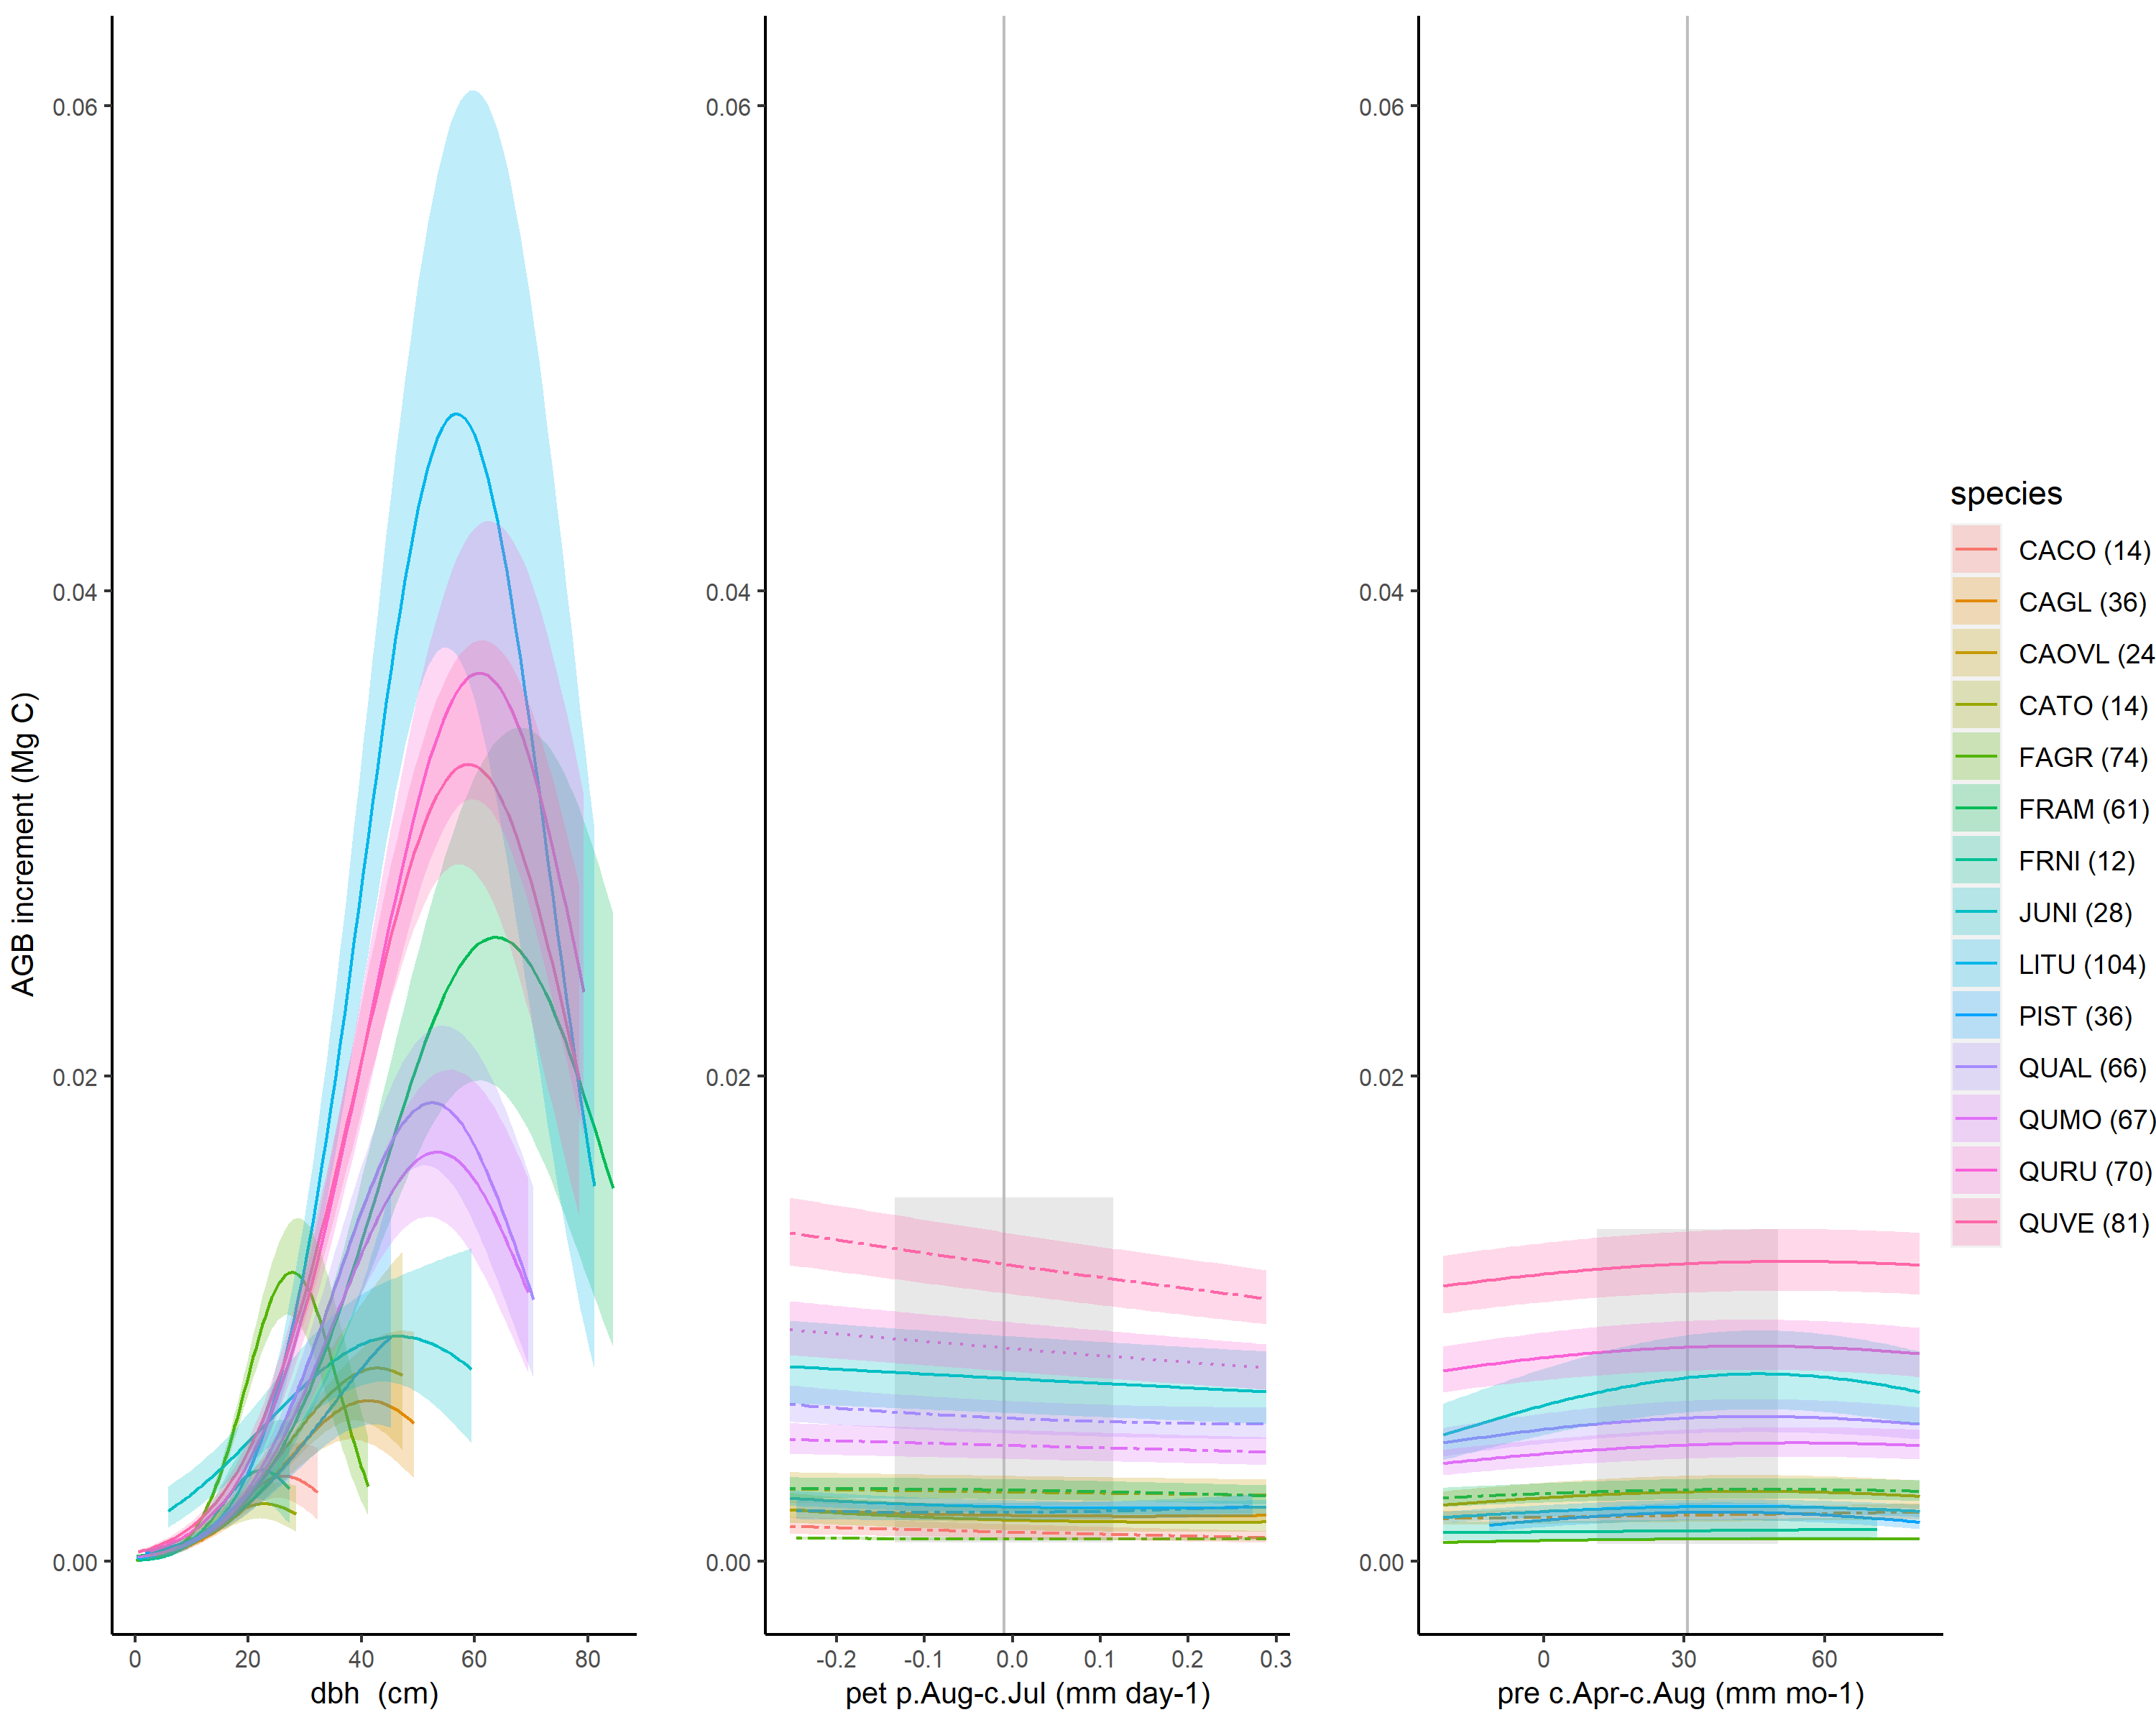 AGB increment (Mg C)
0.06
0.04
0.02
0.00
0 20 40 60 80
dbh (cm)
0.06
0.04
0.02
0.00
-0.2 -0.1 0.0 0.1 0.2 0.3
pet p.Aug-c.Jul (mm day-1)
0.06
0.04
0.02
0.00
0 30 60
pre c.Apr-c.Aug (mm mo-1)
species
CACO (14)
CAGL (36)
CAOVL (24
CATO (14)
FAGR (74)
FRAM (61)
FRNI (12)
JUNI (28)
LITU (104)
PIST (36)
QUAL (66)
QUMO (67)
QURU (70)
QUVE (81)